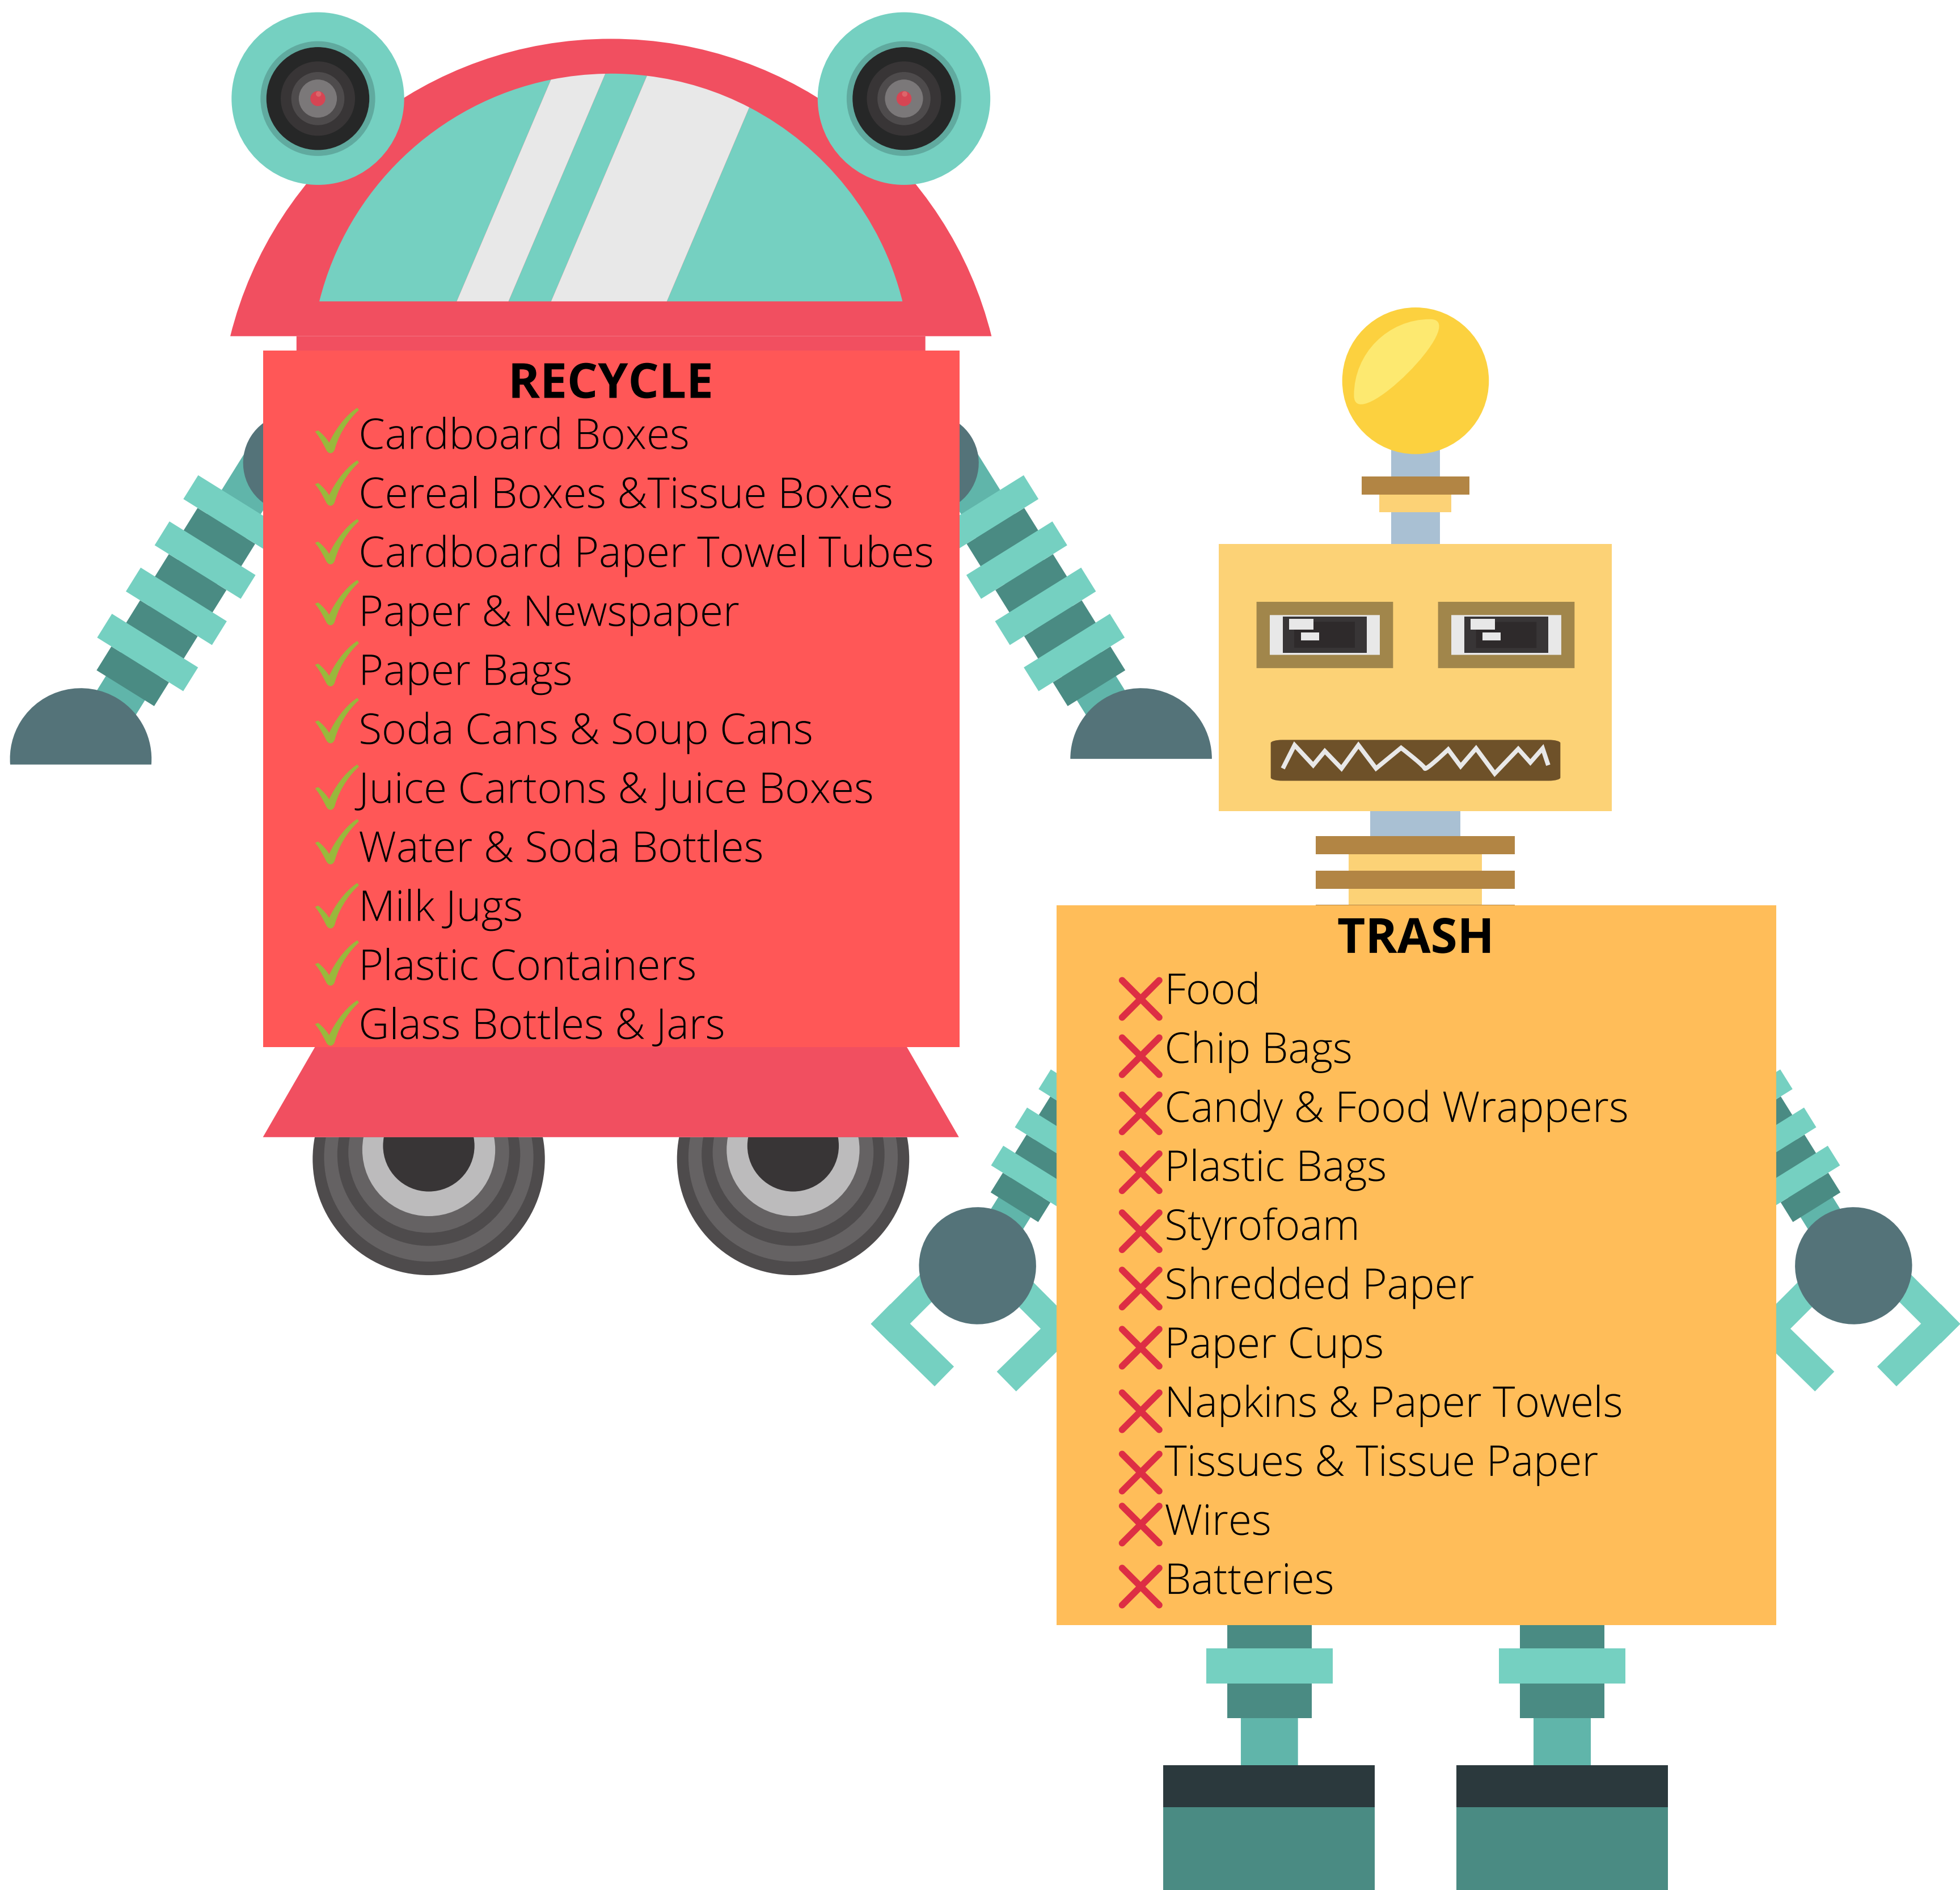 RECYCLE
Cardboard Boxes
Cereal Boxes &Tissue Boxes
Cardboard Paper Towel Tubes
Paper & Newspaper
Paper Bags
Soda Cans & Soup Cans
Juice Cartons & Juice Boxes
Water & Soda Bottles
Milk Jugs
Plastic Containers
Glass Bottles & Jars
TRASH
Food
Chip Bags
Candy & Food Wrappers
Plastic Bags
Styrofoam
Shredded Paper
Paper Cups
Napkins & Paper Towels
Tissues & Tissue Paper
Wires
Batteries